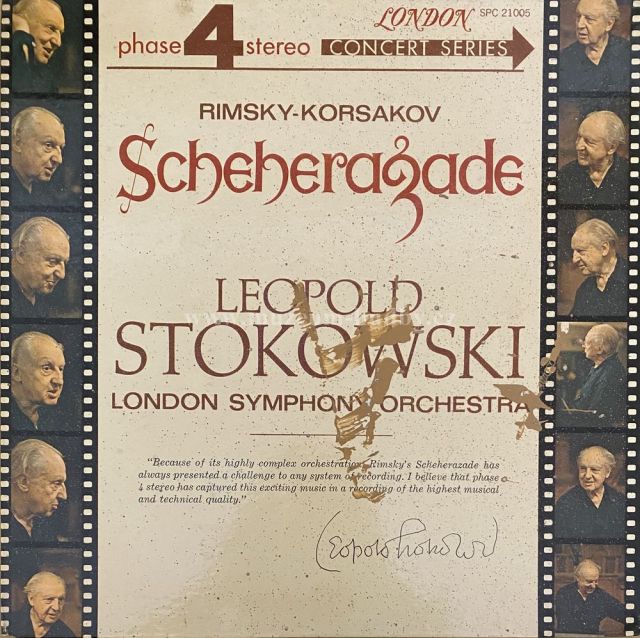 LONDON SPC 21005
phase 4 stereo CONCERT SERIES
RIMSKY-KORSAKOV
Scheherazade
LEOPOLD
STOKOWSKI
LONDON SYMPHONY ORCHESTRA
"Because of its highly complex orchestration, Rimsky's Scheherazade has
always presented a challenge to any system of recording. I believe that phase
4 stereo has captured this exciting music in a recording of the highest musical
and technical quality."
Leopold Stokowski